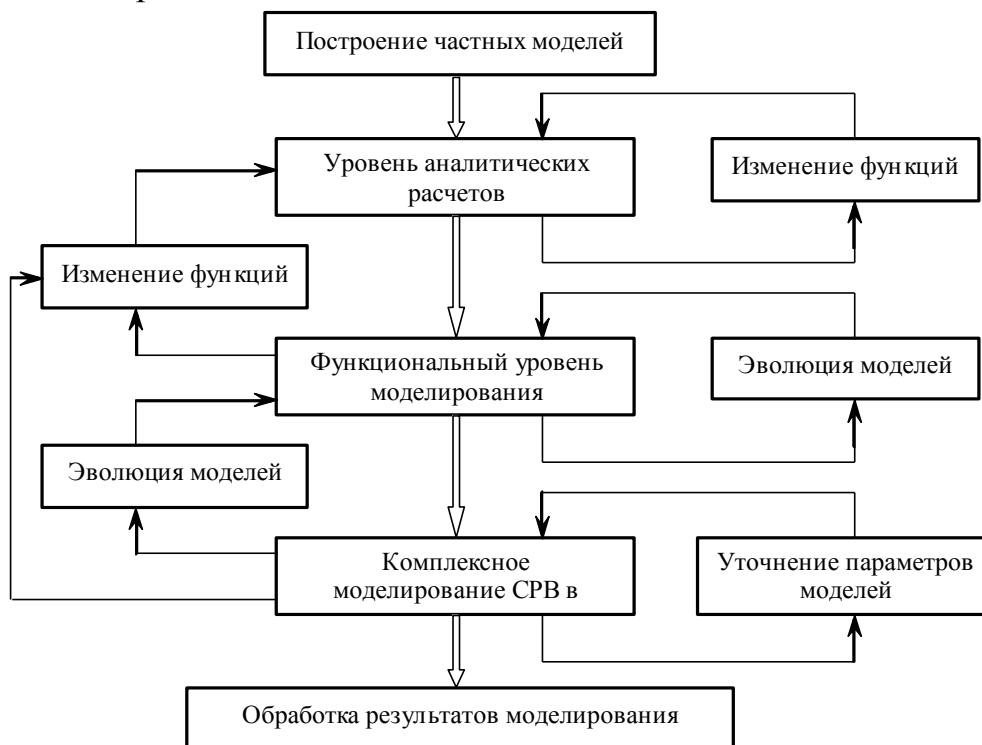 Построение частных моделей
Уровень аналитических
расчетов
Изменение функций
Изменение функций
Функциональный уровень
моделирования
Эволюция моделей
Эволюция моделей
Комплексное
моделирование СРВ в
Уточнение параметров
моделей
Обработка результатов моделирования